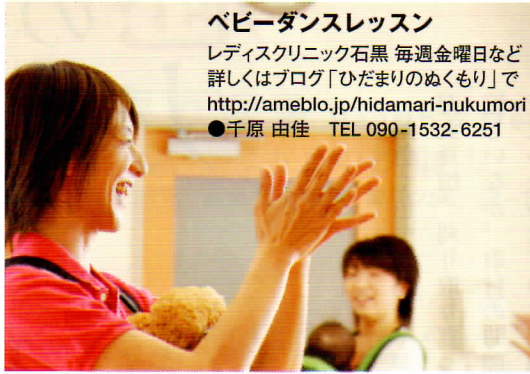 ベビーダンスレッスン
レディスクリニック石黒 毎週金曜日など
詳しくはブログ「ひだまりのぬくもり」で
http://ameblo.jp/hidamari-nukumori
●千原 由佳　TEL 090-1532-6251